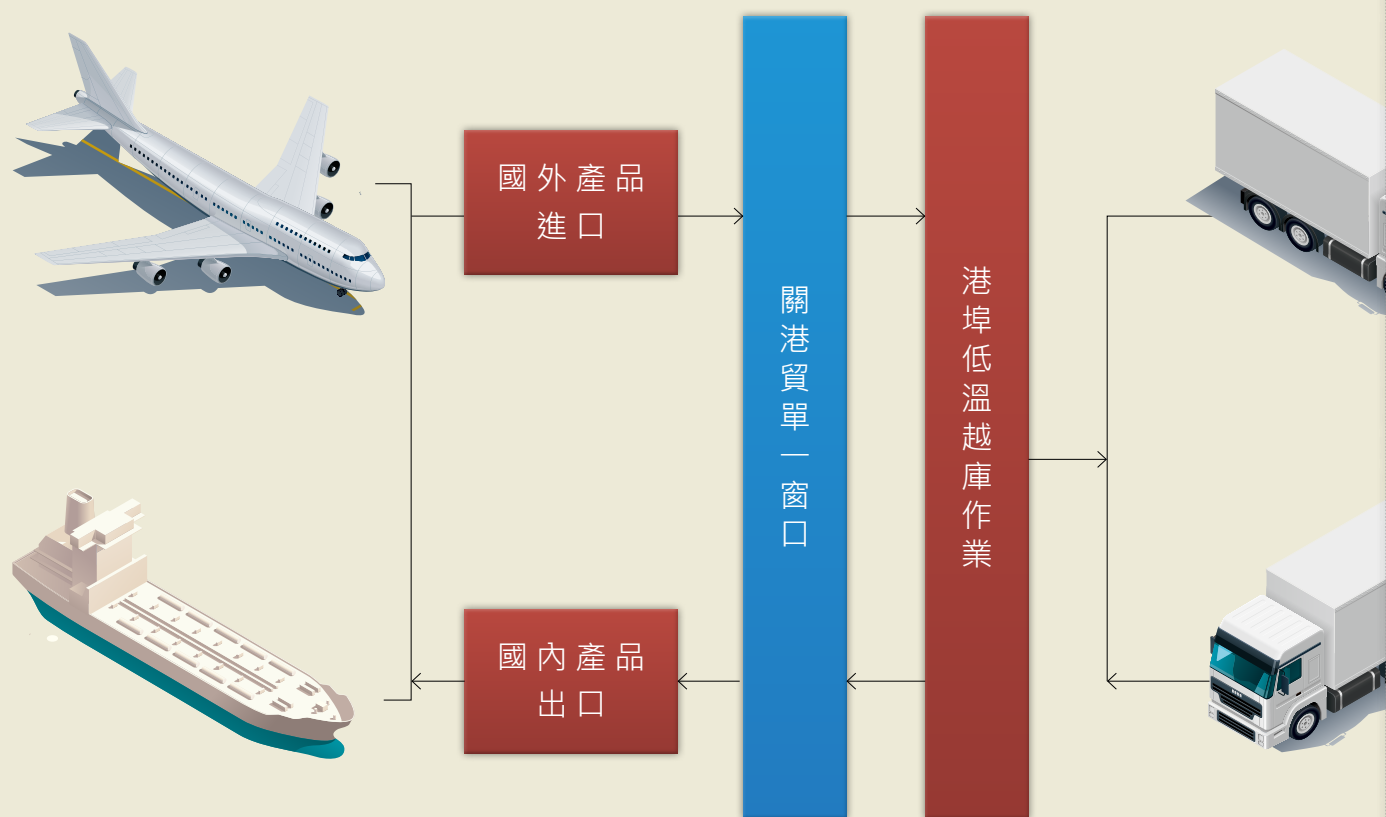 國外產品
進口
關港貿單一窗口
港埠低溫越庫作業
國內產品
出口